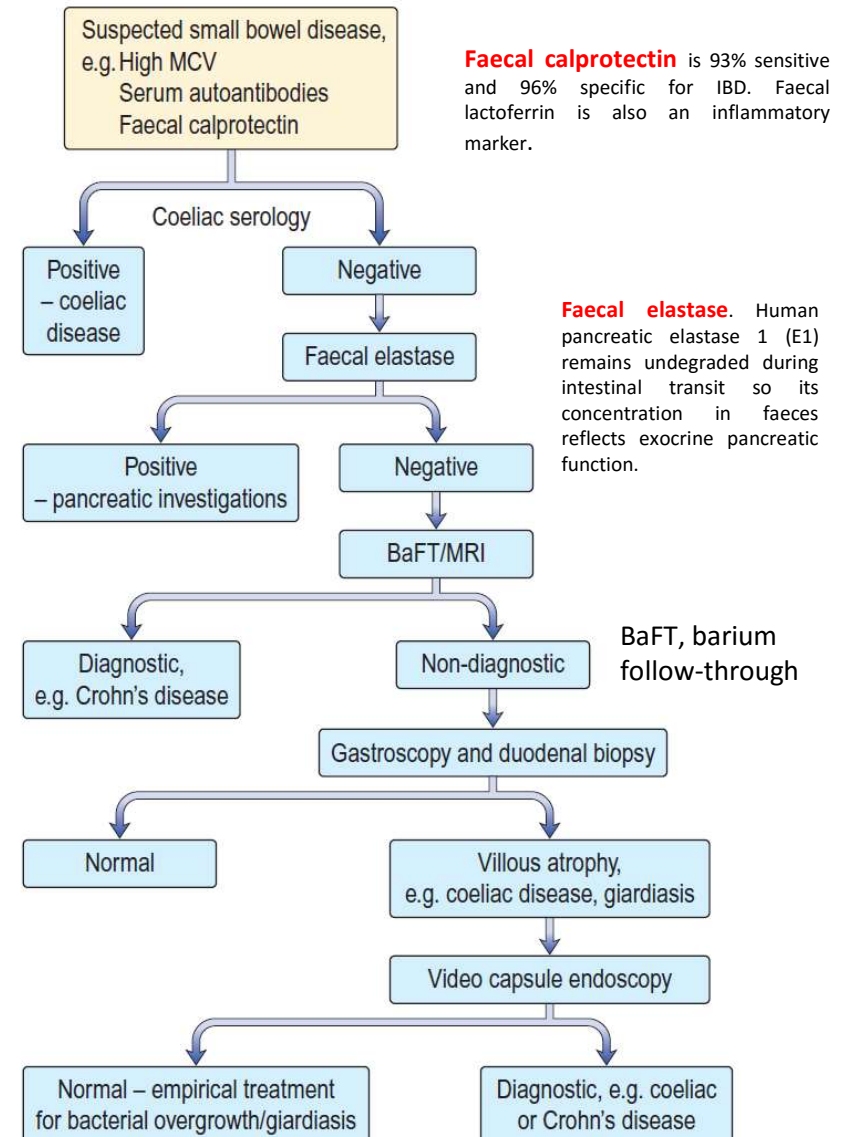 Suspected small bowel disease,
e.g. High MCV
Serum autoantibodies
Faecal calprotectin
Faecal calprotectin is 93% sensitive
and 96% specific for IBD. Faecal
lactoferrin is also an inflammatory
marker.
Coeliac serology
Positive
– coeliac
disease
Negative
Faecal elastase
Faecal elastase. Human
pancreatic elastase 1 (E1)
remains undegraded during
intestinal transit so its
concentration in faeces
reflects exocrine pancreatic
function.
Positive
– pancreatic investigations
Negative
BaFT/MRI
Diagnostic,
e.g. Crohn's disease
Non-diagnostic
BaFT, barium
follow-through
Gastroscopy and duodenal biopsy
Normal
Villous atrophy,
e.g. coeliac disease, giardiasis
Video capsule endoscopy
Normal – empirical treatment
for bacterial overgrowth/giardiasis
Diagnostic, e.g. coeliac
or Crohn's disease